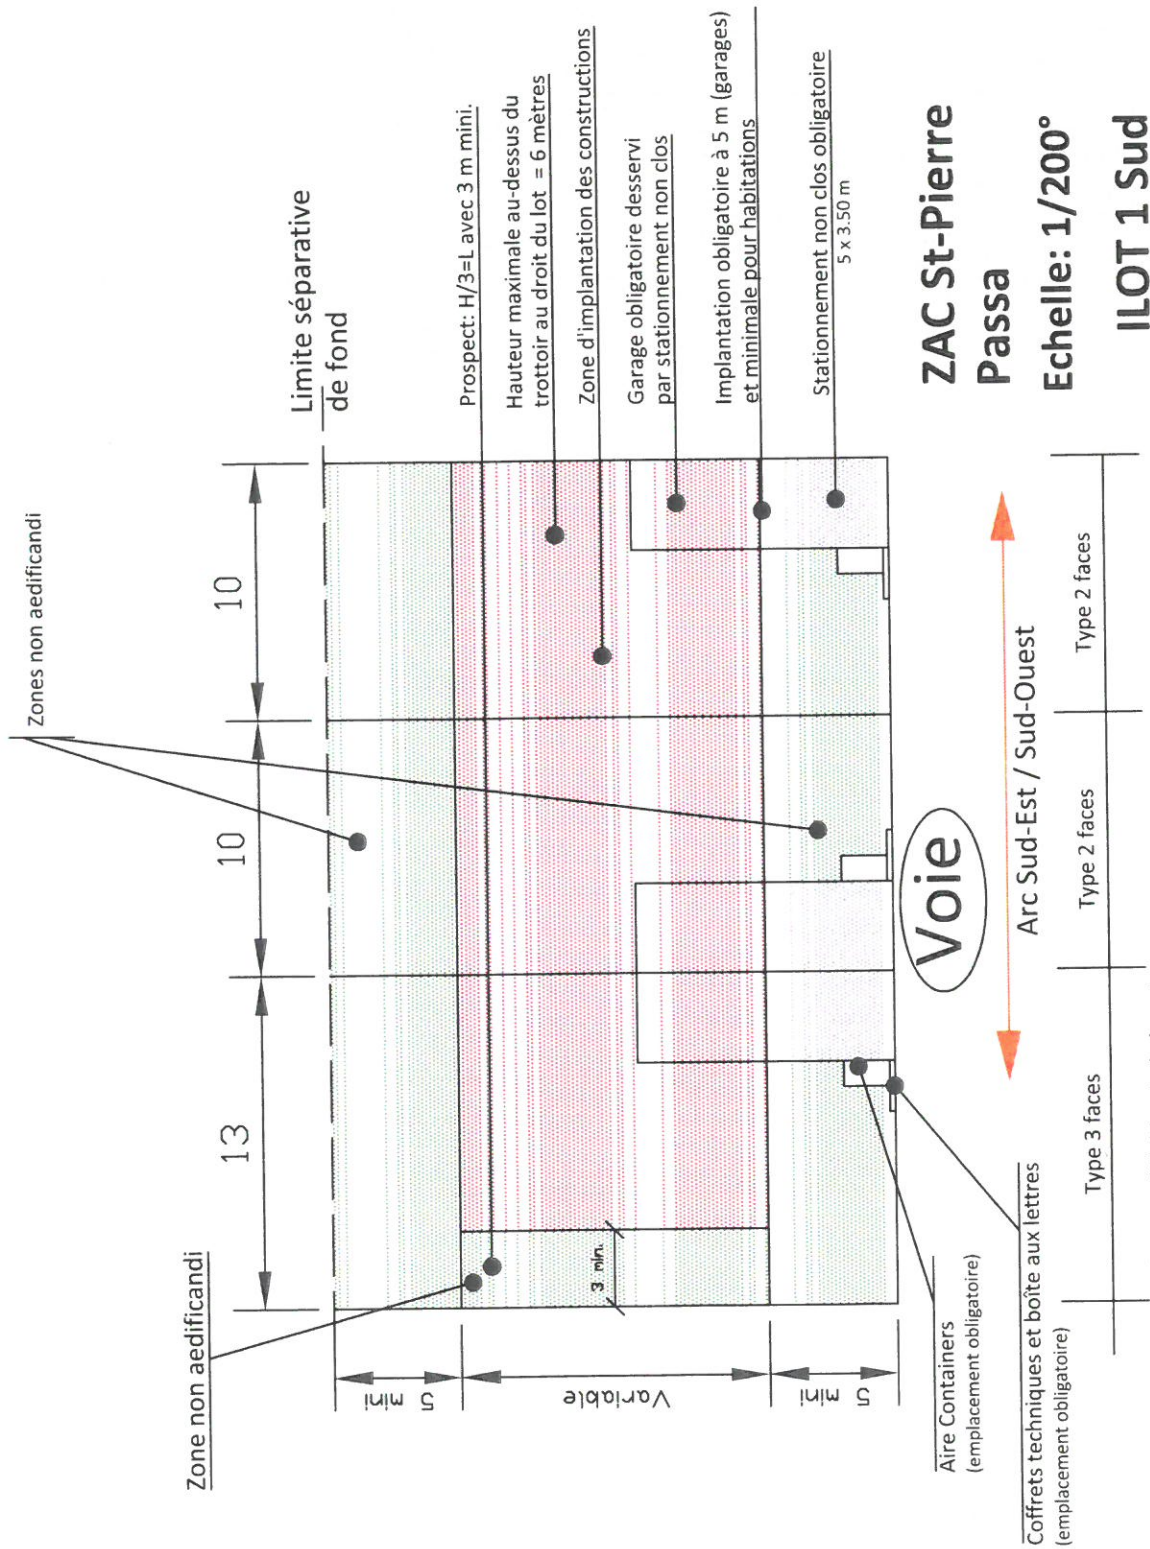 Zones non aedificandi
Zone non aedificandi
13
10
10
Limite séparative
de fond
Prospect: H/3=L avec 3 m mini.
Hauteur maximale au-dessus du
trottoir au droit du lot = 6 mètres
Zone d'implantation des constructions
Garage obligatoire desservi
par stationnement non clos
Implantation obligatoire à 5 m (garages)
et minimale pour habitations
Stationnement non clos obligatoire
5 x 3.50 m
5 mini
Variable
5 mini
3 min.
Aire Containers
(emplacement obligatoire)
Coffrets techniques et boîte aux lettres
(emplacement obligatoire)
Voie
Arc Sud-Est / Sud-Ouest
Type 3 faces
Type 2 faces
Type 2 faces
ZAC St-Pierre
Passa
Echelle: 1/200°
ILOT 1 Sud